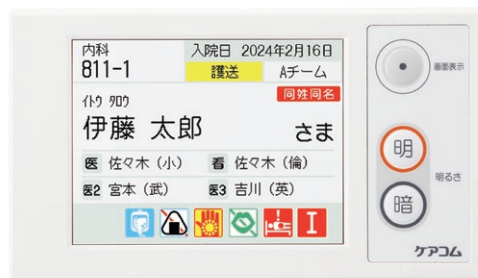 内科 入院日 2024年2月16日
811-1 護送 Aチーム
ｲﾄｳ ﾀﾛｳ 同姓同名
伊藤 太郎 さま
医 佐々木（小） 看 佐々木（倫）
医2 宮本（武） 医3 吉川（英）
I
画面表示
明
明るさ
暗
ケアコム